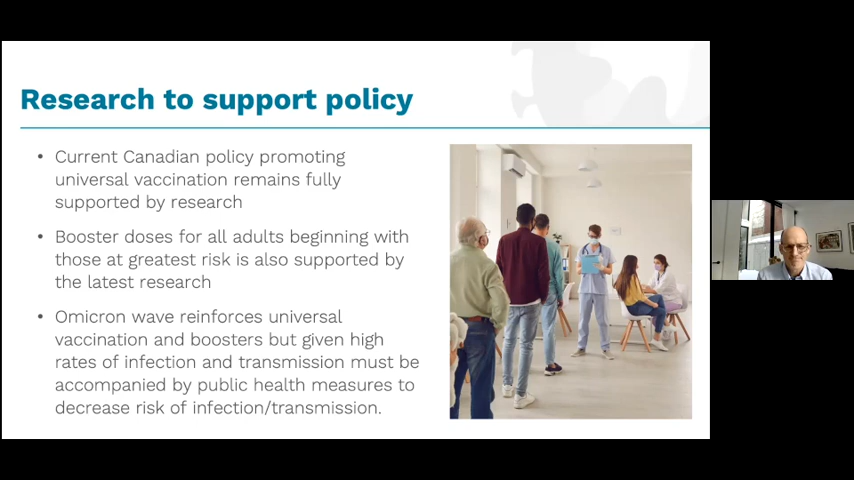 Research to support policy
• Current Canadian policy promoting
universal vaccination remains fully
supported by research
• Booster doses for all adults beginning with
those at greatest risk is also supported by
the latest research
• Omicron wave reinforces universal
vaccination and boosters but given high
rates of infection and transmission must be
accompanied by public health measures to
decrease risk of infection/transmission.